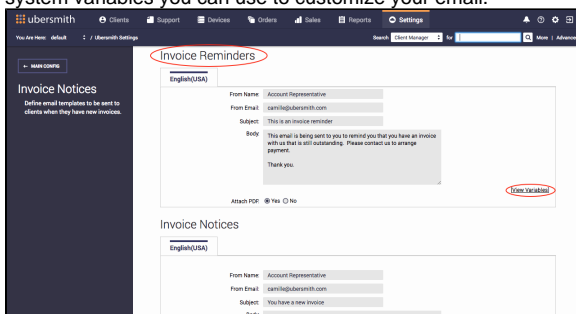 system variables you can use to customize your email.
ubersmith Clients Support Devices Orders Sales Reports Settings
You Are Here: default / Ubersmith Settings Search Client Manager for More | Advanced
← MAIN CONFIG
Invoice Notices
Define email templates to be sent to
clients when they have new invoices.
Invoice Reminders
English(USA)
From Name: Account Representative
From Email: camille@ubersmith.com
Subject: This is an invoice reminder
Body: This email is being sent to you to remind you that you have an invoice
with us that is still outstanding. Please contact us to arrange
payment.
Thank you.
[View Variables]
Attach PDF: Yes No
Invoice Notices
English(USA)
From Name: Account Representative
From Email: camille@ubersmith.com
Subject: You have a new invoice
Body: